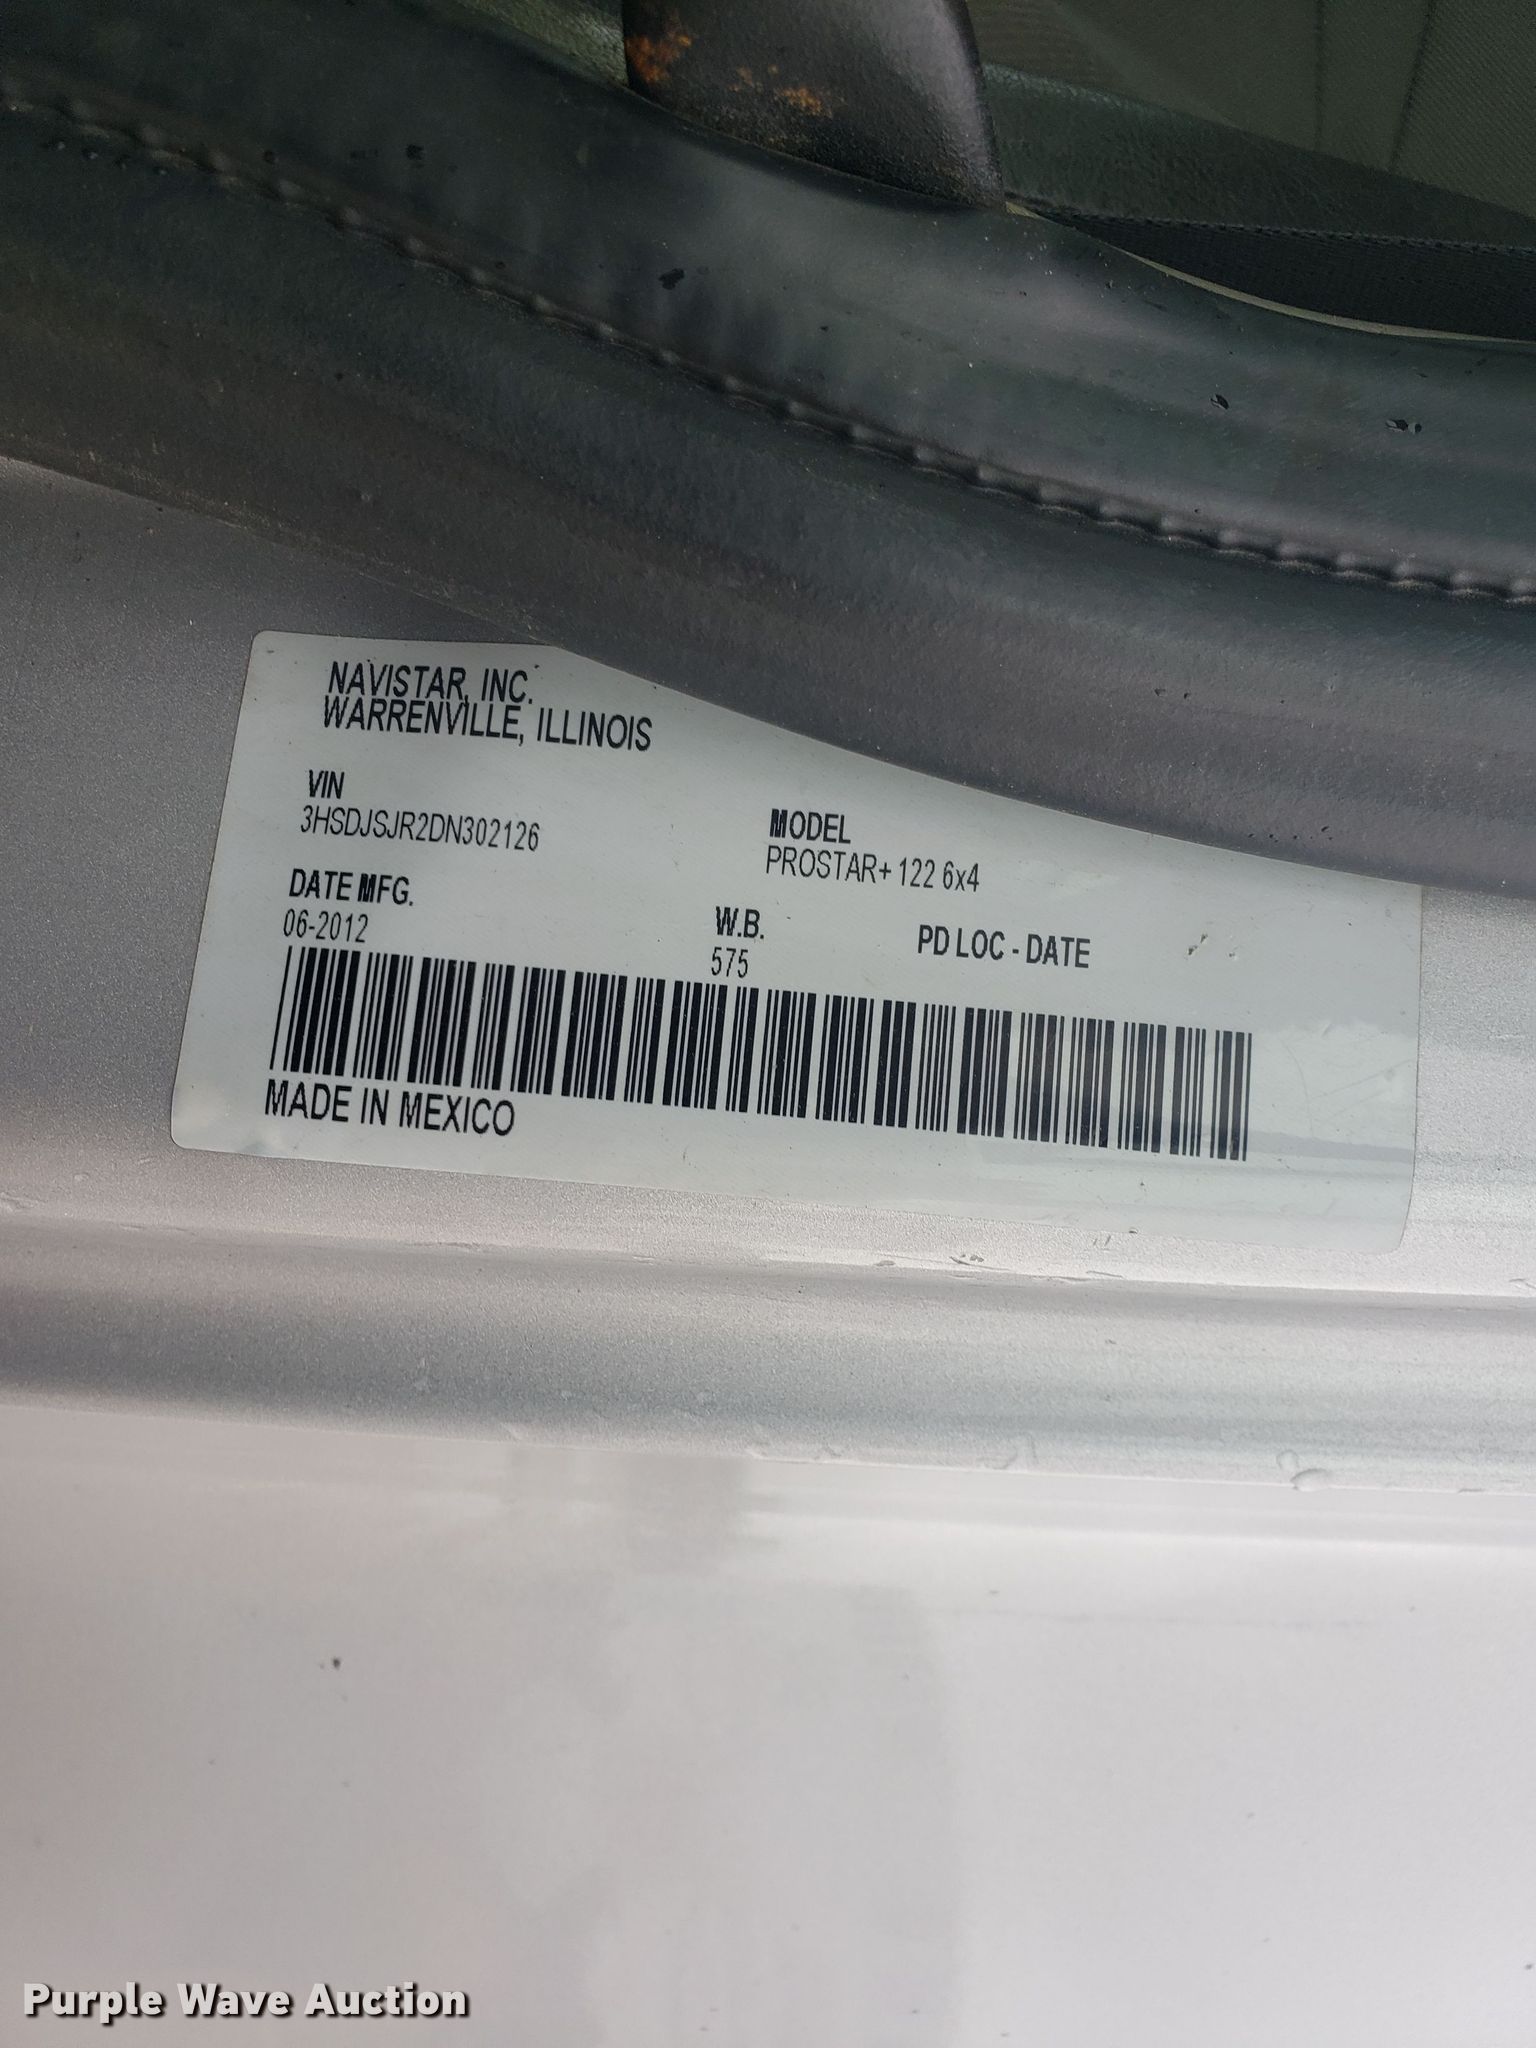 NAVISTAR, INC.
WARRENVILLE, ILLINOIS
VIN
3HSDJSJR2DN302126
MODEL
PROSTAR+ 122 6x4
DATE MFG.
06-2012
W.B.
575
PD LOC - DATE
MADE IN MEXICO
Purple Wave Auction